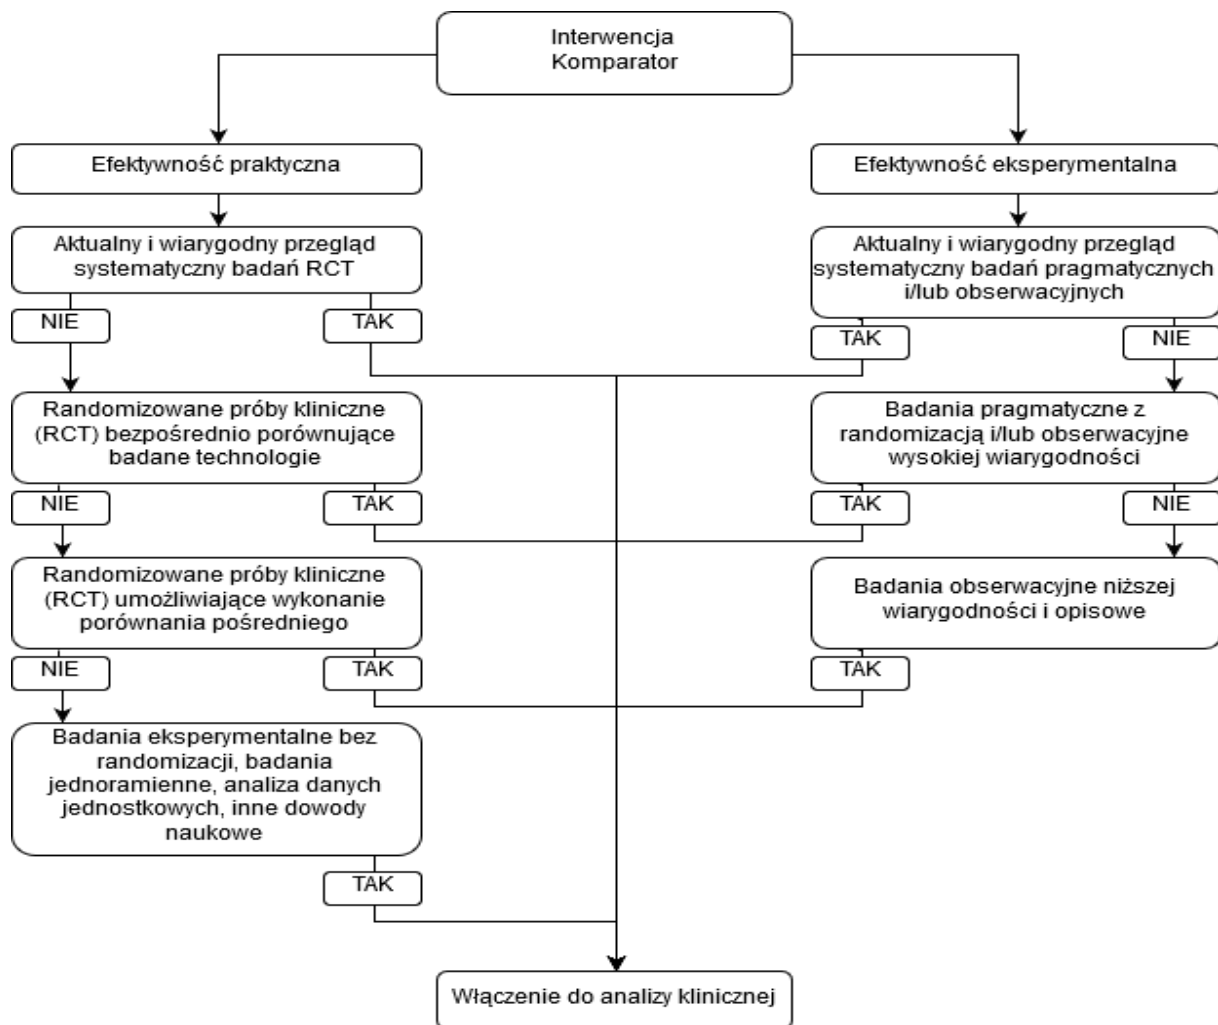 Interwencja
Komparator
Efektywność praktyczna
Efektywność eksperymentalna
Aktualny i wiarygodny przegląd
systematyczny badań RCT
Aktualny i wiarygodny przegląd
systematyczny badań pragmatycznych
i/lub obserwacyjnych
NIE
TAK
TAK
NIE
Randomizowane próby kliniczne
(RCT) bezpośrednio porównujące
badane technologie
Badania pragmatyczne z
randomizacją i/lub obserwacyjne
wysokiej wiarygodności
NIE
TAK
TAK
NIE
Randomizowane próby kliniczne
(RCT) umożliwiające wykonanie
porównania pośredniego
Badania obserwacyjne niższej
wiarygodności i opisowe
NIE
TAK
TAK
Badania eksperymentalne bez
randomizacji, badania
jednoramienne, analiza danych
jednostkowych, inne dowody
naukowe
TAK
Włączenie do analizy klinicznej